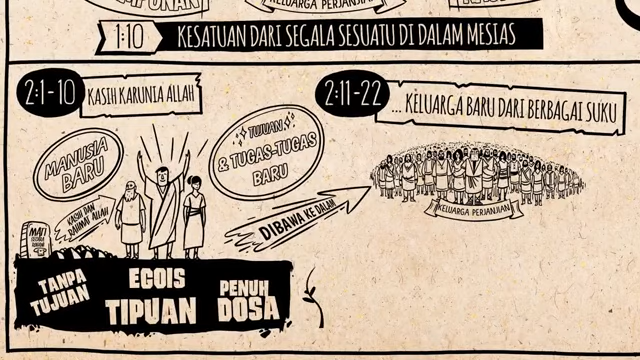 KELUARGA PERJANJIAN
1:10 KESATUAN DARI SEGALA SESUATU DI DALAM MESIAS
2:1-10 KASIH KARUNIA ALLAH
MANUSIA
BARU
TUJUAN
& TUGAS-TUGAS
BARU
KASIH DAN
RAHMAT ALLAH
MATI
DIBAWA KE DALAM
TANPA
TUJUAN
EGOIS
TIPUAN
PENUH
DOSA
2:11-22 ... KELUARGA BARU DARI BERBAGAI SUKU
KELUARGA PERJANJIAN